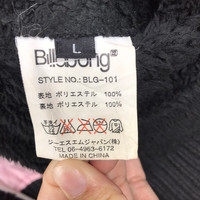 L
Billabong
STYLE NO.: BLG-101
表地 ポリエステル 100%
裏地 ポリエステル 100%
ジーエスエムジャパン(株)
TEL 06-4963-6172
MADE IN CHINA